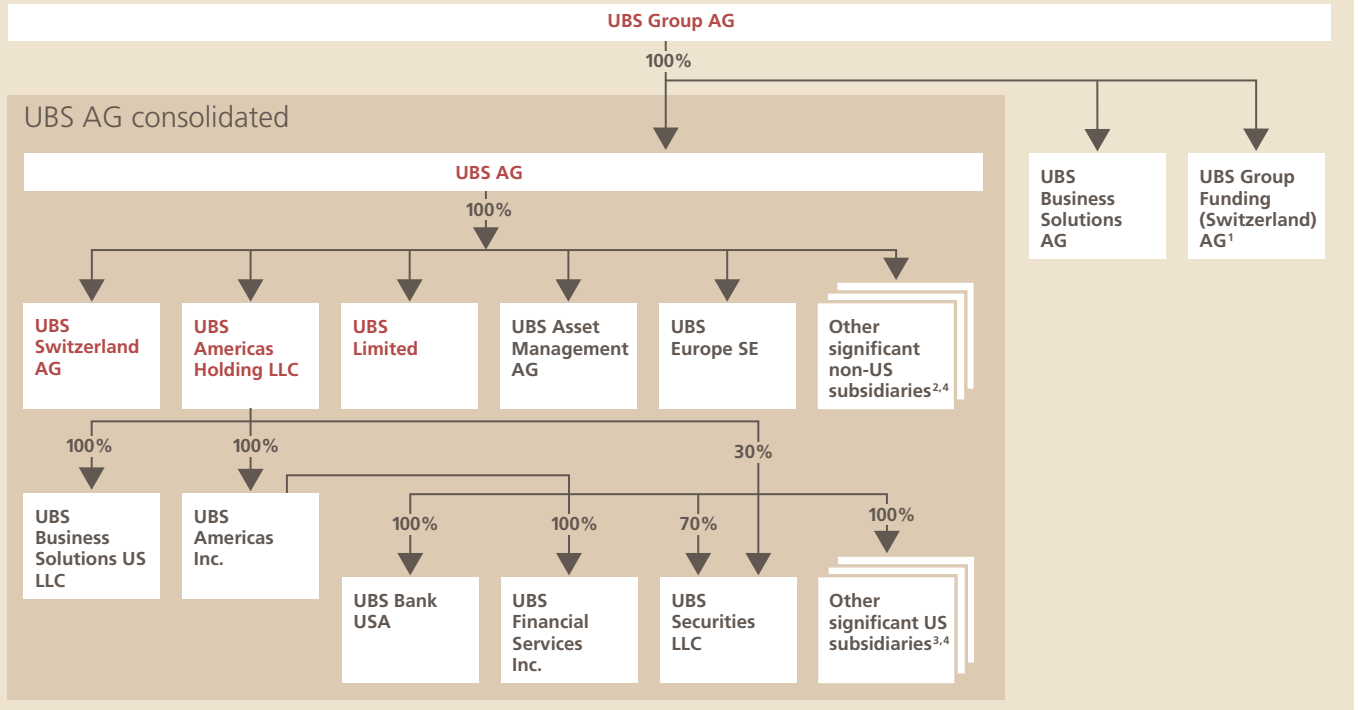 UBS Group AG
100%
UBS AG consolidated
UBS AG
100%
UBS
Business
Solutions
AG
UBS Group
Funding
(Switzerland)
AG¹
UBS
Switzerland
AG
UBS
Americas
Holding LLC
UBS
Limited
UBS Asset
Management
AG
UBS
Europe SE
Other
significant
non-US
subsidiaries²,⁴
100%
100%
30%
UBS
Business
Solutions US
LLC
UBS
Americas
Inc.
100%
100%
70%
100%
UBS Bank
USA
UBS
Financial
Services
Inc.
UBS
Securities
LLC
Other
significant US
subsidiaries³,⁴